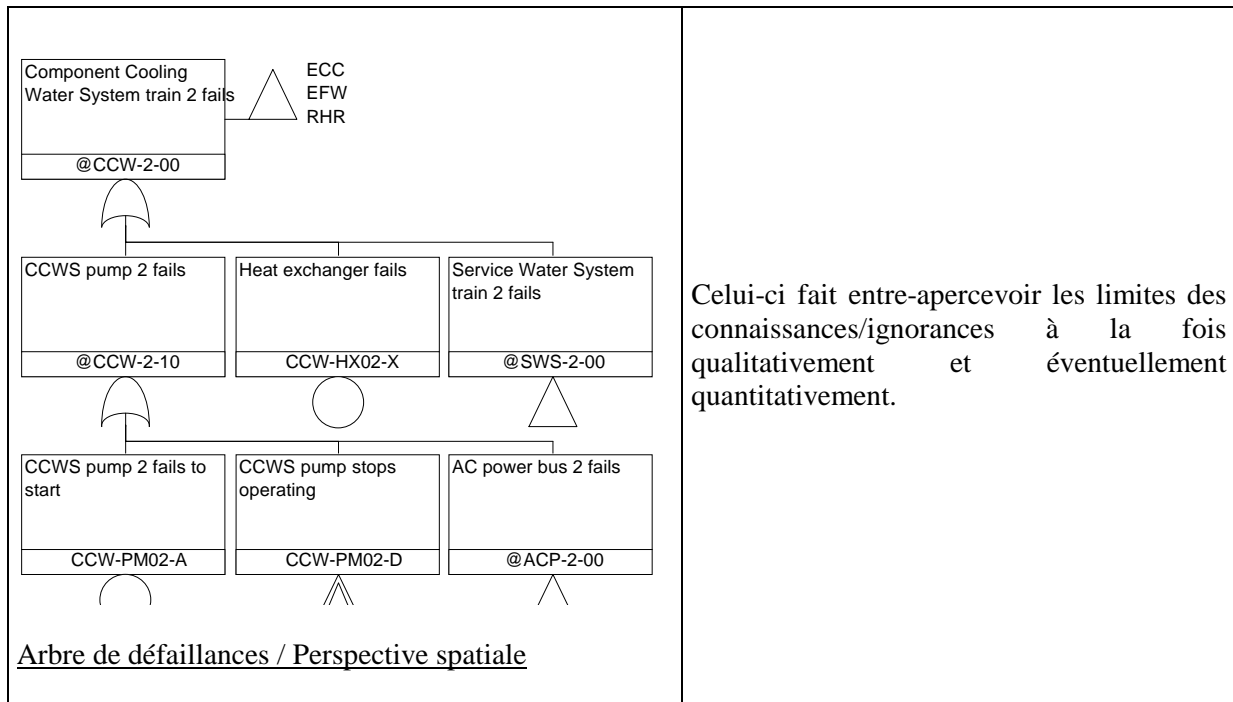 Component Cooling
Water System train 2 fails
ECC
EFW
RHR
@CCW-2-00
CCWS pump 2 fails
@CCW-2-10
Heat exchanger fails
CCW-HX02-X
Service Water System
train 2 fails
@SWS-2-00
CCWS pump 2 fails to
start
CCW-PM02-A
CCWS pump stops
operating
CCW-PM02-D
AC power bus 2 fails
@ACP-2-00
Arbre de défaillances / Perspective spatiale
Celui-ci fait entre-apercevoir les limites des
connaissances/ignorances à la fois
qualitativement et éventuellement
quantitativement.